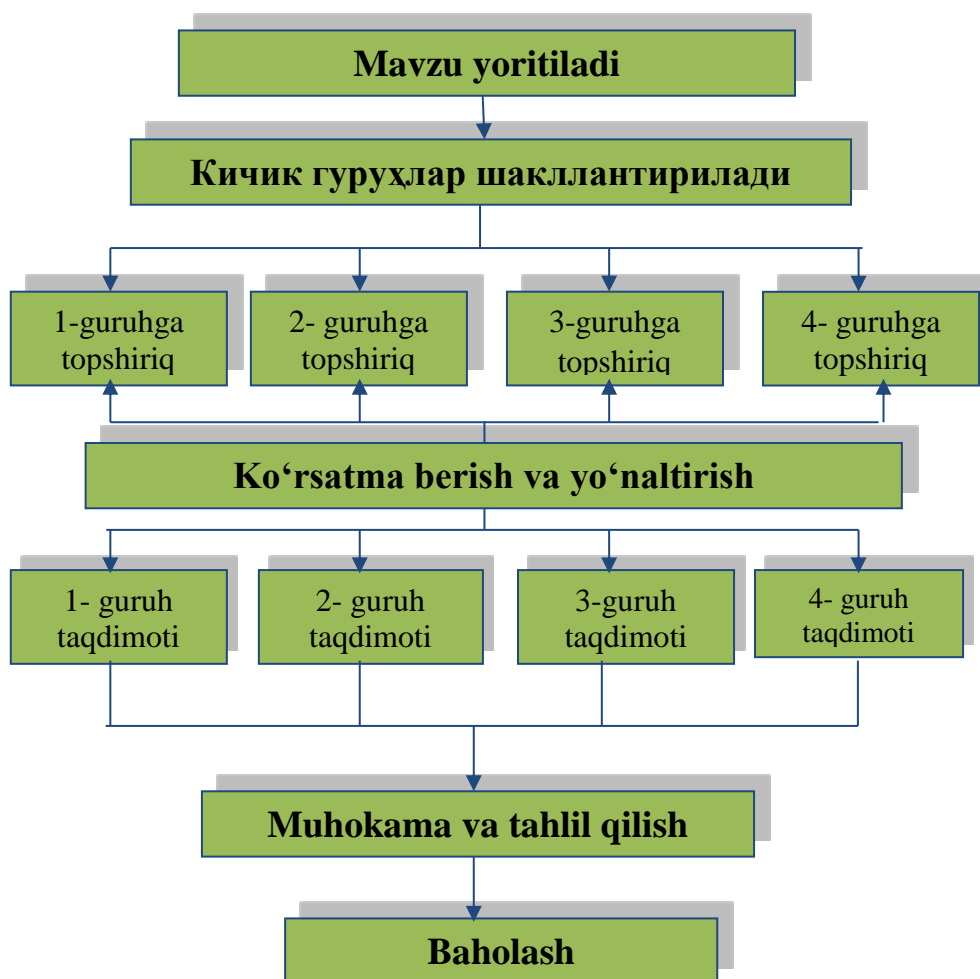 Mavzu yoritiladi
Кичик гуруҳлар шакллантирилади
1-guruhga
topshiriq
2- guruhga
topshiriq
3-guruhga
topshiriq
4- guruhga
topshiriq
Ko‘rsatma berish va yo‘naltirish
1- guruh
taqdimoti
2- guruh
taqdimoti
3-guruh
taqdimoti
4- guruh
taqdimoti
Muhokama va tahlil qilish
Baholash